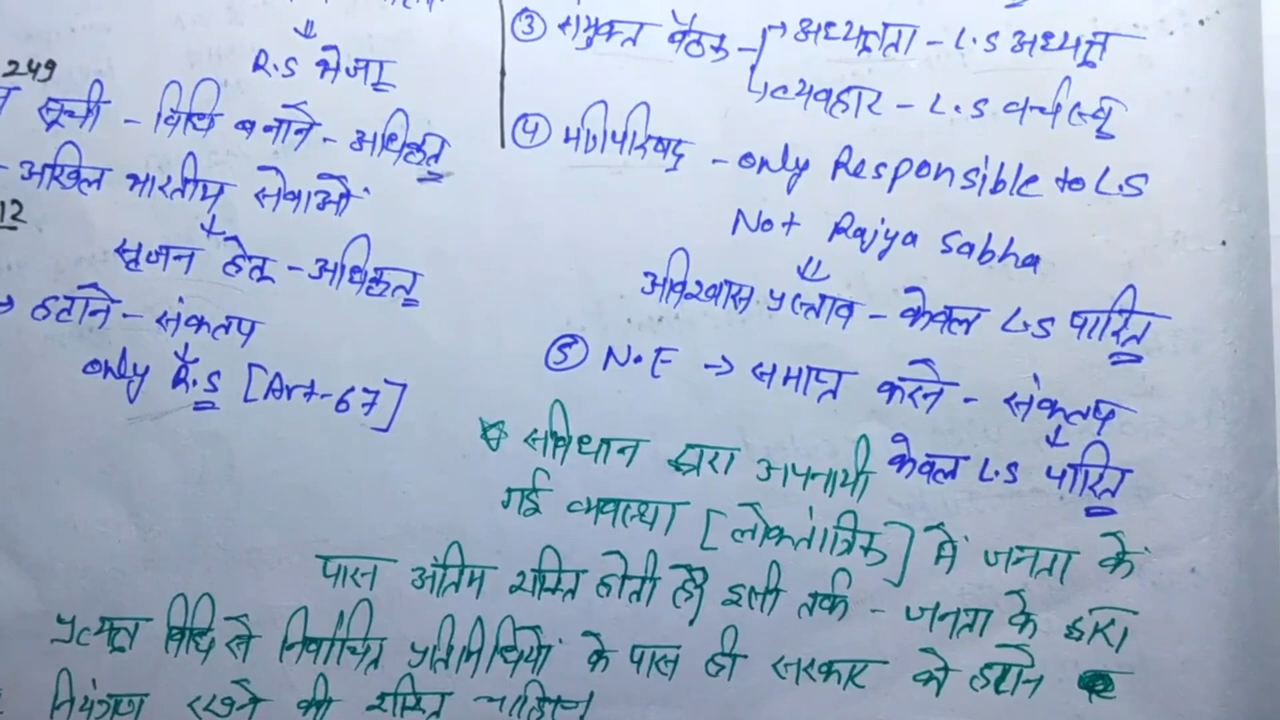 R.S भेजा
249
सूची - विधि बनाने - अधिकृत
- अखिल भारतीय सेवाओं
12
सृजन हेतु - अधिकृत
→ हटाने - संकल्प
only R.S [Art-67]
③ संयुक्त बैठक - → अध्यक्षता - L.S अध्यक्ष
↳ व्यवहार - L.S वर्चस्व
④ मंत्रिपरिषद - only Responsible to L.S
Not Rajya Sabha
अविश्वास प्रस्ताव - केवल L.S पारित
⑤ N.E → समाप्त करने - संकल्प
केवल L.S पारित
संविधान द्वारा अपनायी
गई व्यवस्था [लोकतांत्रिक] में जनता के
पास अंतिम शक्ति होती है, इसी तर्क - जनता के द्वारा
प्रत्यक्ष विधि से निर्वाचित प्रतिनिधियों के पास ही सरकार को हटाने
नियंत्रण रखने की शक्ति चाहिए